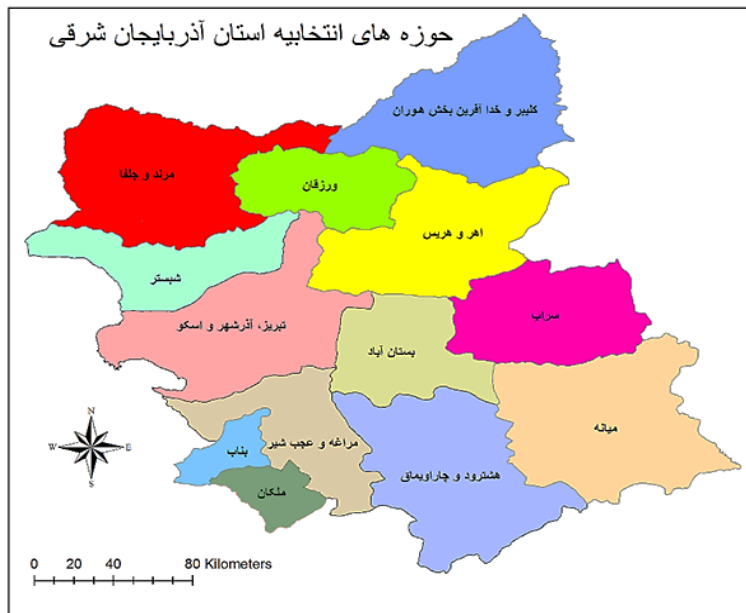 حوزه های انتخابیه استان آذربایجان شرقی
کلیبر و خدا آفرین بخش هوران
مرند و جلفا
ورزقان
اهر و هریس
شبستر
سراب
تبریز، آذرشهر و اسکو
بستان آباد
میانه
مراغه و عجب شیر
بناب
هشترود و چاراویماق
ملکان
N
W E
S
0 20 40 80 Kilometers